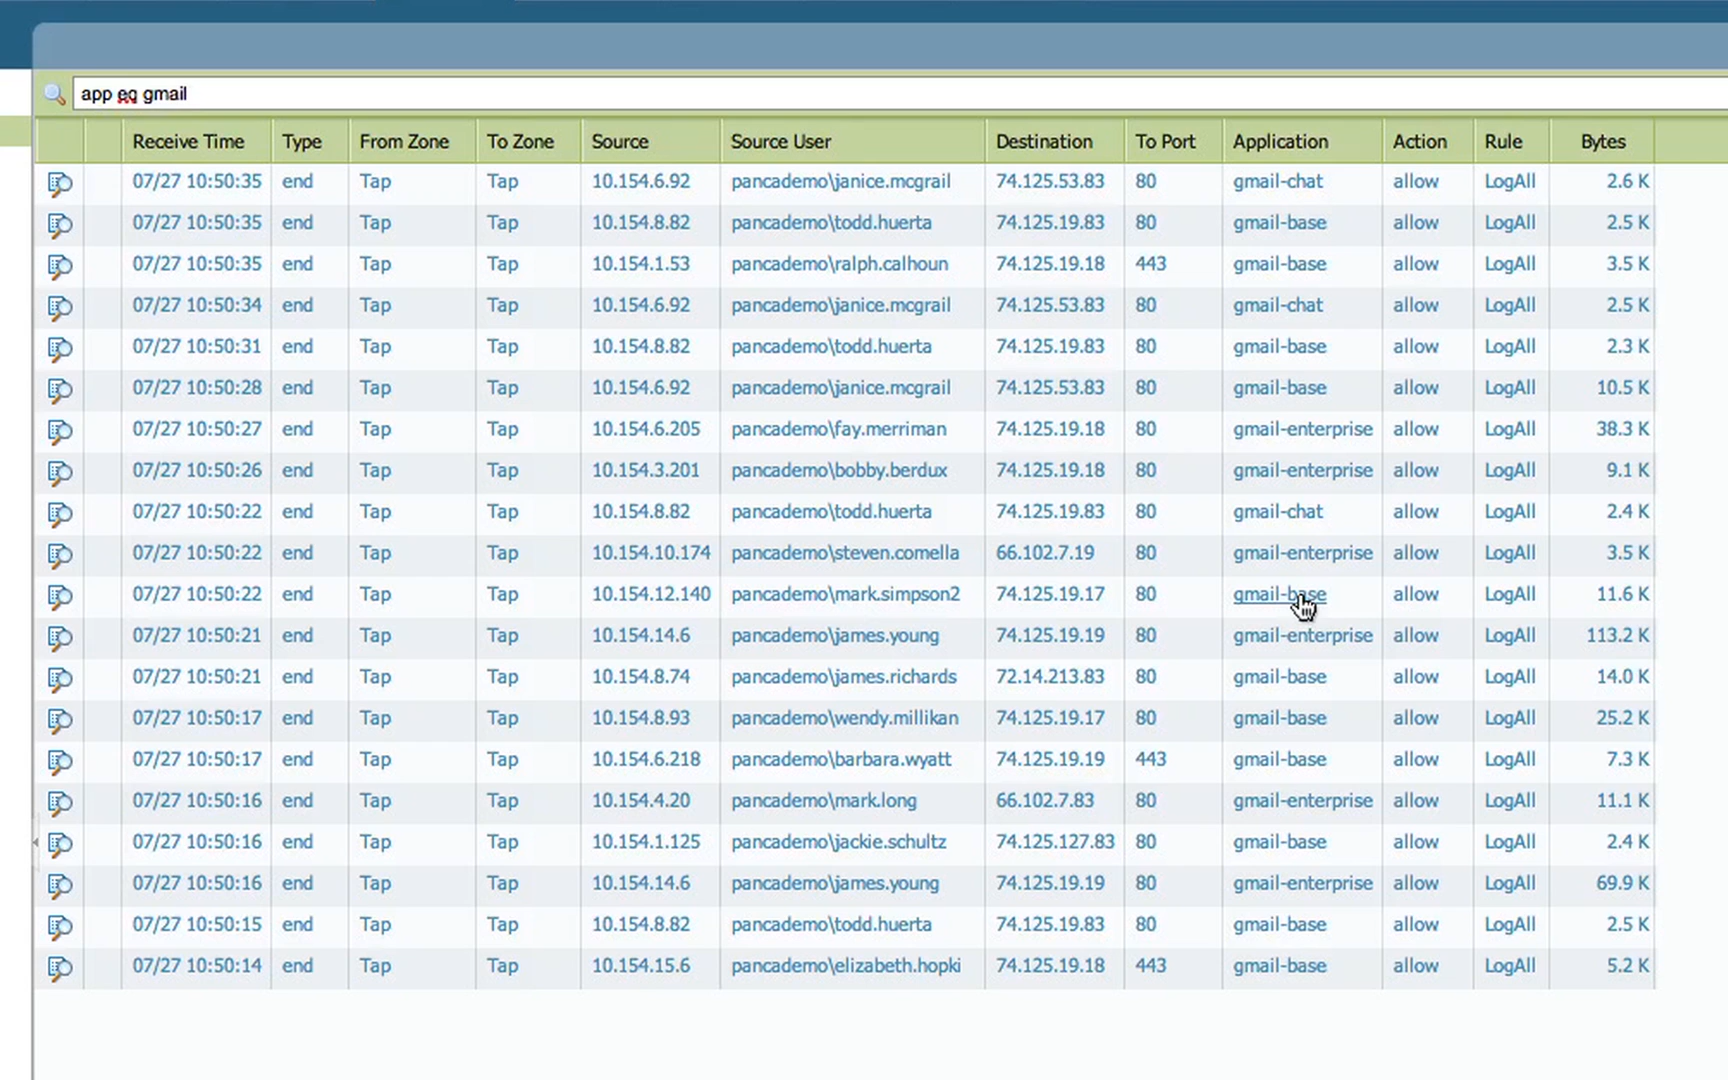 app eq gmail
Receive Time Type From Zone To Zone Source Source User Destination To Port Application Action Rule Bytes
07/27 10:50:35 end Tap Tap 10.154.6.92 pancademo\janice.mcgrail 74.125.53.83 80 gmail-chat allow LogAll 2.6 K
07/27 10:50:35 end Tap Tap 10.154.8.82 pancademo\todd.huerta 74.125.19.83 80 gmail-base allow LogAll 2.5 K
07/27 10:50:35 end Tap Tap 10.154.1.53 pancademo\ralph.calhoun 74.125.19.18 443 gmail-base allow LogAll 3.5 K
07/27 10:50:34 end Tap Tap 10.154.6.92 pancademo\janice.mcgrail 74.125.53.83 80 gmail-chat allow LogAll 2.5 K
07/27 10:50:31 end Tap Tap 10.154.8.82 pancademo\todd.huerta 74.125.19.83 80 gmail-base allow LogAll 2.3 K
07/27 10:50:28 end Tap Tap 10.154.6.92 pancademo\janice.mcgrail 74.125.53.83 80 gmail-base allow LogAll 10.5 K
07/27 10:50:27 end Tap Tap 10.154.6.205 pancademo\fay.merriman 74.125.19.18 80 gmail-enterprise allow LogAll 38.3 K
07/27 10:50:26 end Tap Tap 10.154.3.201 pancademo\bobby.berdux 74.125.19.18 80 gmail-enterprise allow LogAll 9.1 K
07/27 10:50:22 end Tap Tap 10.154.8.82 pancademo\todd.huerta 74.125.19.83 80 gmail-chat allow LogAll 2.4 K
07/27 10:50:22 end Tap Tap 10.154.10.174 pancademo\steven.comella 66.102.7.19 80 gmail-enterprise allow LogAll 3.5 K
07/27 10:50:22 end Tap Tap 10.154.12.140 pancademo\mark.simpson2 74.125.19.17 80 gmail-base allow LogAll 11.6 K
07/27 10:50:21 end Tap Tap 10.154.14.6 pancademo\james.young 74.125.19.19 80 gmail-enterprise allow LogAll 113.2 K
07/27 10:50:21 end Tap Tap 10.154.8.74 pancademo\james.richards 72.14.213.83 80 gmail-base allow LogAll 14.0 K
07/27 10:50:17 end Tap Tap 10.154.8.93 pancademo\wendy.millikan 74.125.19.17 80 gmail-base allow LogAll 25.2 K
07/27 10:50:17 end Tap Tap 10.154.6.218 pancademo\barbara.wyatt 74.125.19.19 443 gmail-base allow LogAll 7.3 K
07/27 10:50:16 end Tap Tap 10.154.4.20 pancademo\mark.long 66.102.7.83 80 gmail-enterprise allow LogAll 11.1 K
07/27 10:50:16 end Tap Tap 10.154.1.125 pancademo\jackie.schultz 74.125.127.83 80 gmail-base allow LogAll 2.4 K
07/27 10:50:16 end Tap Tap 10.154.14.6 pancademo\james.young 74.125.19.19 80 gmail-enterprise allow LogAll 69.9 K
07/27 10:50:15 end Tap Tap 10.154.8.82 pancademo\todd.huerta 74.125.19.83 80 gmail-base allow LogAll 2.5 K
07/27 10:50:14 end Tap Tap 10.154.15.6 pancademo\elizabeth.hopki 74.125.19.18 443 gmail-base allow LogAll 5.2 K